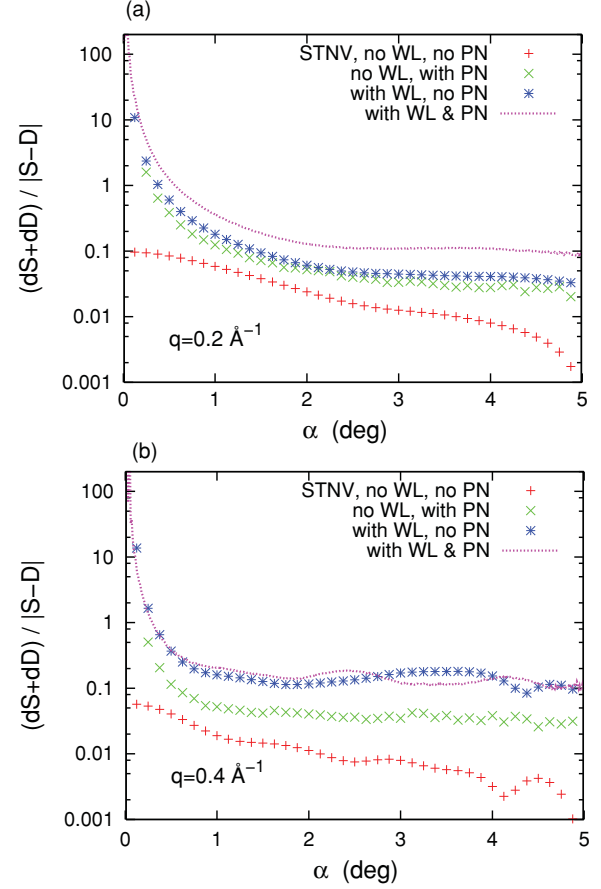 (a)
100
10
1
0.1
0.01
0.001
(dS+dD) / |S−D|
STNV, no WL, no PN
no WL, with PN
with WL, no PN
with WL & PN
q=0.2 Å⁻¹
0 1 2 3 4 5
α (deg)
(b)
100
10
1
0.1
0.01
0.001
(dS+dD) / |S−D|
STNV, no WL, no PN
no WL, with PN
with WL, no PN
with WL & PN
q=0.4 Å⁻¹
0 1 2 3 4 5
α (deg)